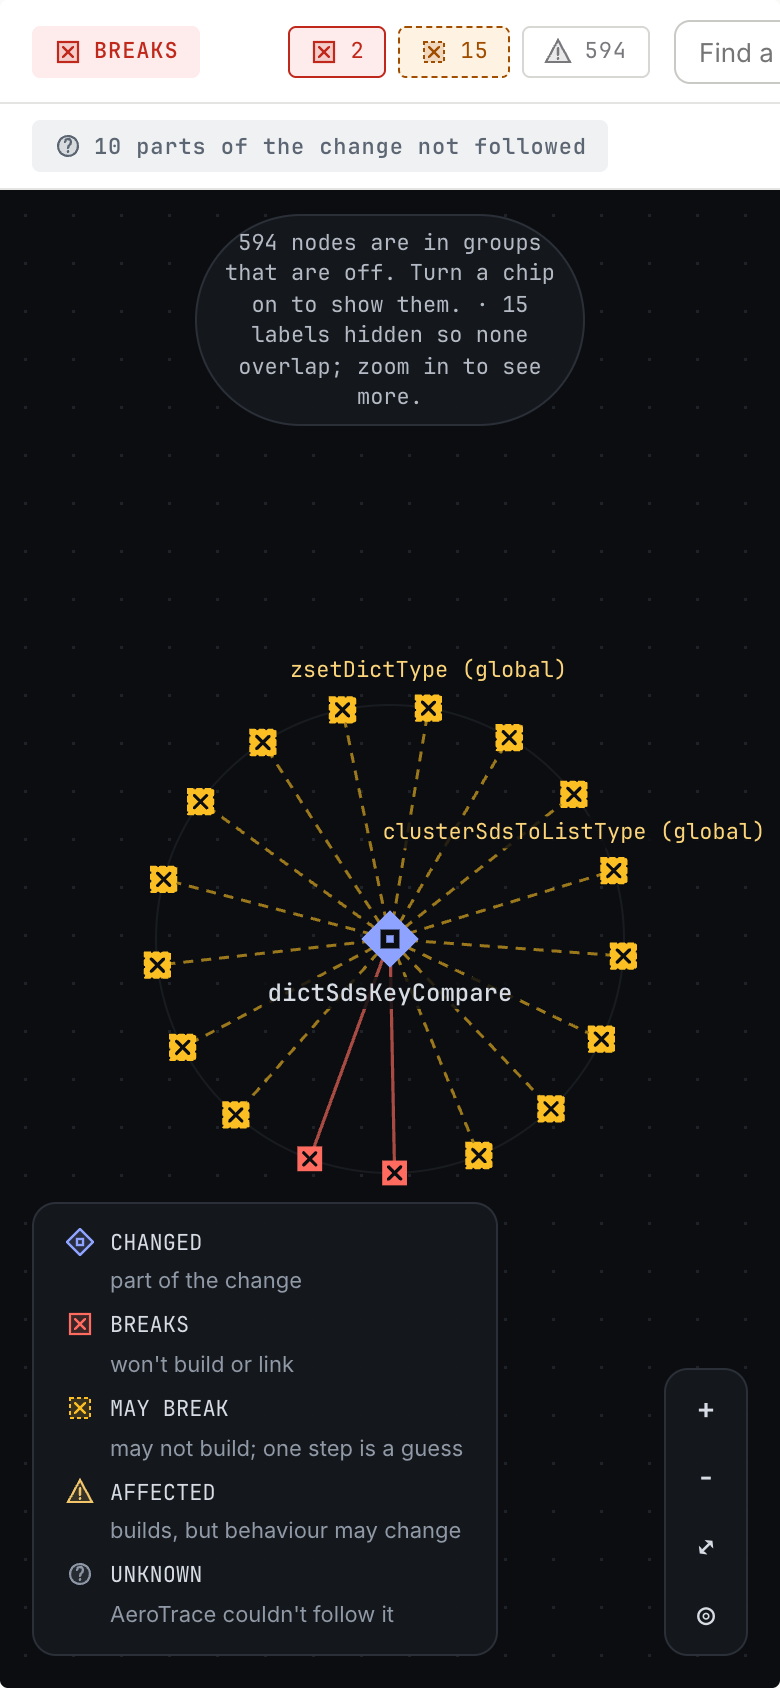 BREAKS
2
15
594
Find a
10 parts of the change not followed
594 nodes are in groups
that are off. Turn a chip
on to show them. · 15
labels hidden so none
overlap; zoom in to see
more.
zsetDictType (global)
clusterSdsToListType (global)
dictSdsKeyCompare
CHANGED
part of the change
BREAKS
won't build or link
MAY BREAK
may not build; one step is a guess
AFFECTED
builds, but behaviour may change
UNKNOWN
AeroTrace couldn't follow it
+
-